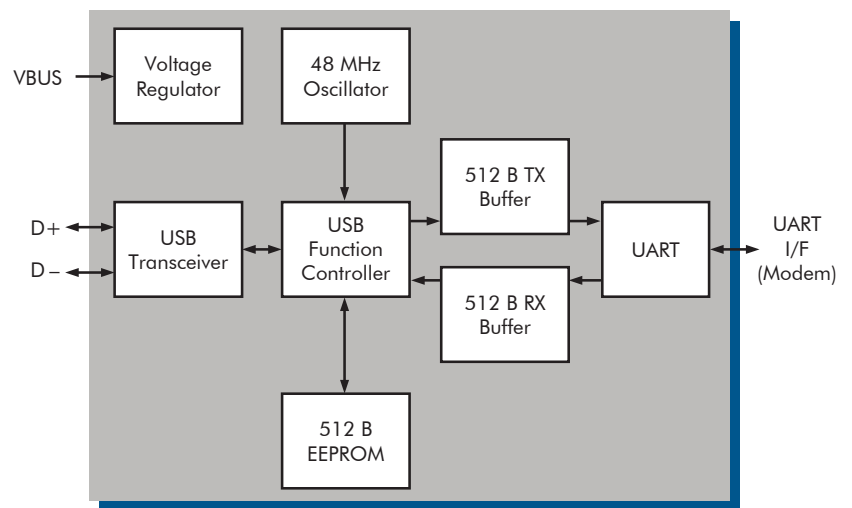 VBUS
Voltage
Regulator
48 MHz
Oscillator
512 B TX
Buffer
D+
D−
USB
Transceiver
USB
Function
Controller
UART
UART
I/F
(Modem)
512 B RX
Buffer
512 B
EEPROM